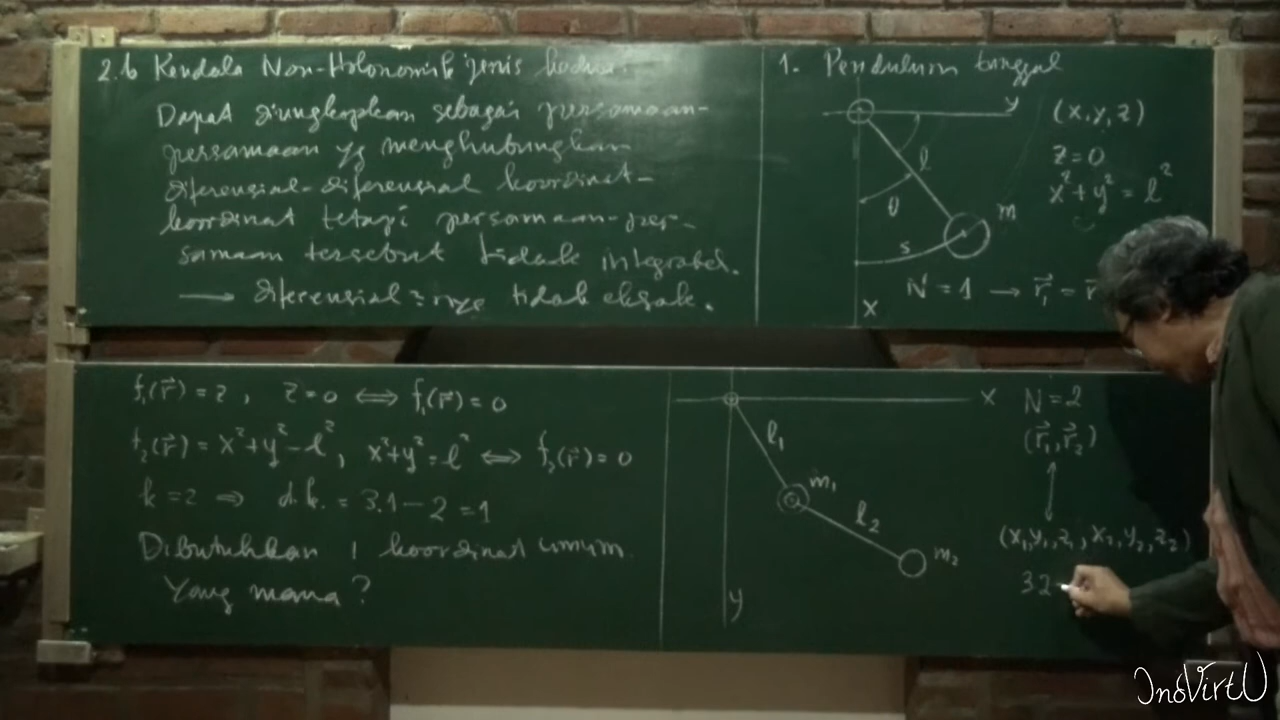 2.b Kendala Non-Holonomik jenis kedua:
Dapat diungkapkan sebagai persamaan-
persamaan yg menghubungkan
diferensial-diferensial koordinat-
koordinat tetapi persamaan-per-
samaan tersebut tidak integrabel.
→ diferensial²nya tidak eksak.
1. Pendulum tunggal
y
(x, y, z)
z=0
x²+y² = l²
l
θ
m
s
x
N = 1 → r⃗₁ = r⃗
f₁(r⃗) = z, z=0 ⟺ f₁(r⃗) = 0
f₂(r⃗) = x²+y²-l², x²+y²=l² ⟺ f₂(r⃗) = 0
k = 2 ⇒ d.k. = 3.1 - 2 = 1
Dibutuhkan 1 koordinat umum.
Yang mana?
x
l₁
m₁
l₂
m₂
y
N = 2
(r⃗₁, r⃗₂)
↕
(x₁, y₁, z₁, x₂, y₂, z₂)
3.2
InoVirtU